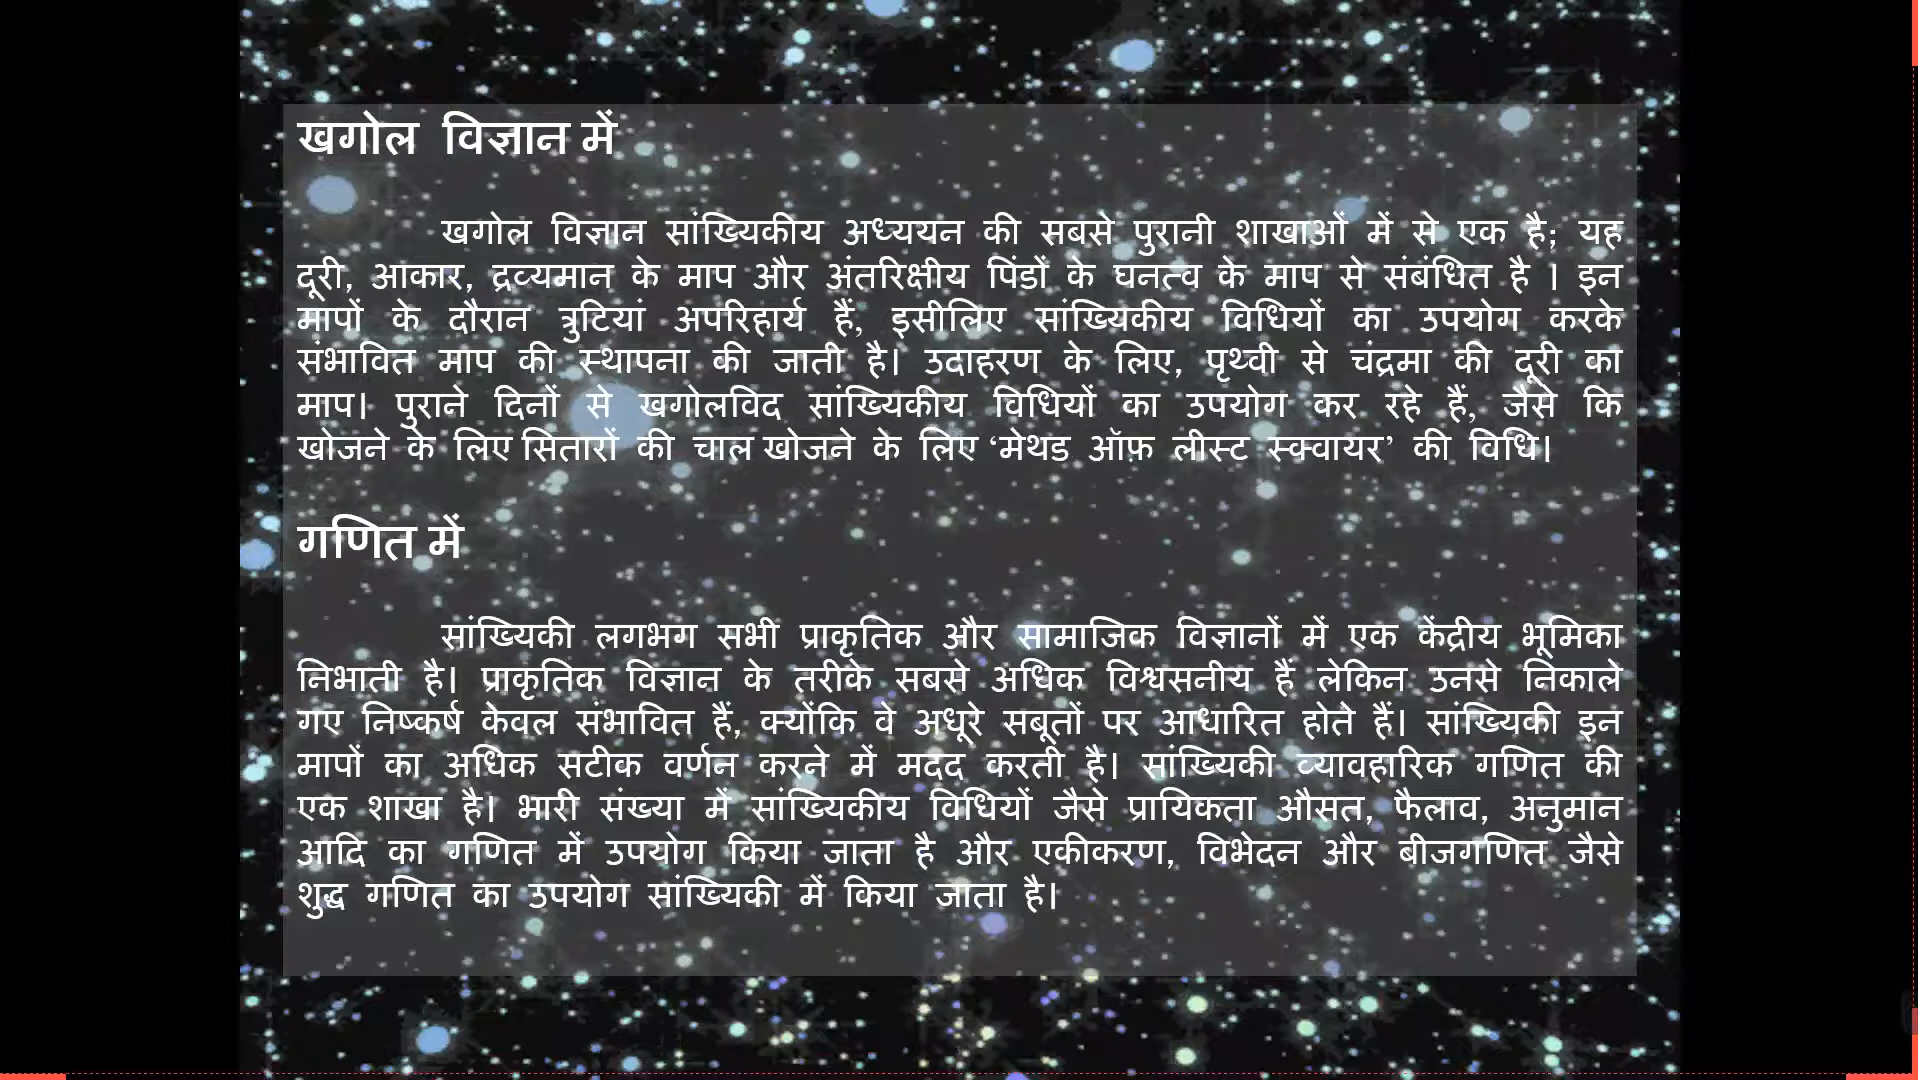 खगोल विज्ञान में
खगोल विज्ञान सांख्यिकीय अध्ययन की सबसे पुरानी शाखाओं में से एक है; यह
दूरी, आकार, द्रव्यमान के माप और अंतरिक्षीय पिंडों के घनत्व के माप से संबंधित है । इन
मापों के दौरान त्रुटियां अपरिहार्य हैं, इसीलिए सांख्यिकीय विधियों का उपयोग करके
संभावित माप की स्थापना की जाती है। उदाहरण के लिए, पृथ्वी से चंद्रमा की दूरी का
माप। पुराने दिनों से खगोलविद सांख्यिकीय विधियों का उपयोग कर रहे हैं, जैसे कि
खोजने के लिए सितारों की चाल खोजने के लिए ‘मेथड ऑफ़ लीस्ट स्क्वायर’ की विधि।
गणित में
सांख्यिकी लगभग सभी प्राकृतिक और सामाजिक विज्ञानों में एक केंद्रीय भूमिका
निभाती है। प्राकृतिक विज्ञान के तरीके सबसे अधिक विश्वसनीय हैं लेकिन उनसे निकाले
गए निष्कर्ष केवल संभावित हैं, क्योंकि वे अधूरे सबूतों पर आधारित होते हैं। सांख्यिकी इन
मापों का अधिक सटीक वर्णन करने में मदद करती है। सांख्यिकी व्यावहारिक गणित की
एक शाखा है। भारी संख्या में सांख्यिकीय विधियों जैसे प्रायिकता औसत, फैलाव, अनुमान
आदि का गणित में उपयोग किया जाता है और एकीकरण, विभेदन और बीजगणित जैसे
शुद्ध गणित का उपयोग सांख्यिकी में किया जाता है।